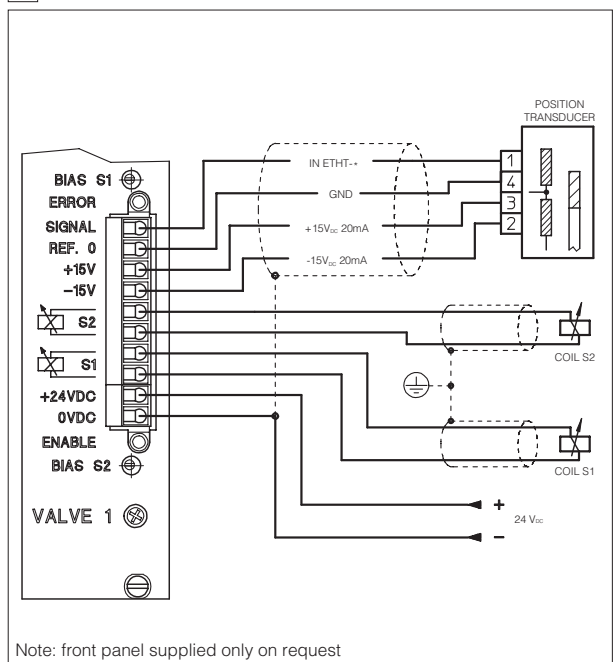 POSITION
TRANSDUCER
IN ETHT-*
1
GND
4
+15VDC 20mA
3
-15VDC 20mA
2
BIAS S1
ERROR
SIGNAL
REF. 0
+15V
-15V
S2
S1
+24VDC
0VDC
ENABLE
BIAS S2
VALVE 1
COIL S2
COIL S1
+
24 VDC
-
Note: front panel supplied only on request